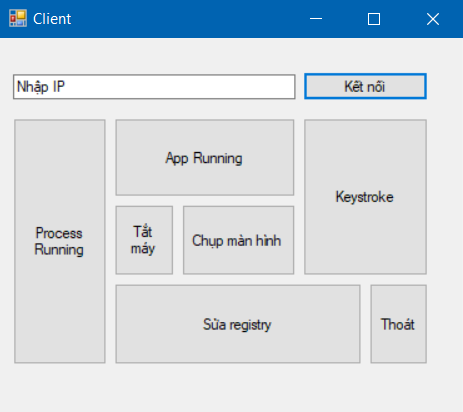 Client
Nhập IP
Kết nối
App Running
Keystroke
Process
Running
Tắt
máy
Chụp màn hình
Sửa registry
Thoát